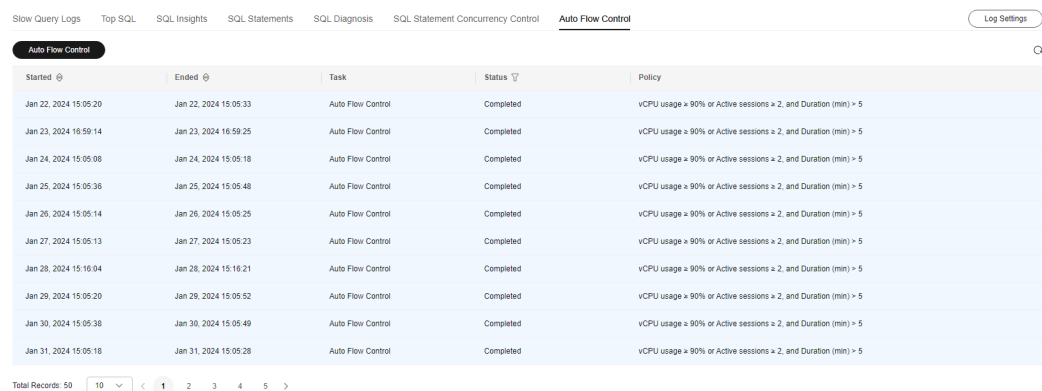 Slow Query Logs Top SQL SQL Insights SQL Statements SQL Diagnosis SQL Statement Concurrency Control Auto Flow Control Log Settings
Auto Flow Control
Started Ended Task Status Policy
Jan 22, 2024 15:05:20 Jan 22, 2024 15:05:33 Auto Flow Control Completed vCPU usage ≥ 90% or Active sessions ≥ 2, and Duration (min) > 5
Jan 23, 2024 16:59:14 Jan 23, 2024 16:59:25 Auto Flow Control Completed vCPU usage ≥ 90% or Active sessions ≥ 2, and Duration (min) > 5
Jan 24, 2024 15:05:08 Jan 24, 2024 15:05:18 Auto Flow Control Completed vCPU usage ≥ 90% or Active sessions ≥ 2, and Duration (min) > 5
Jan 25, 2024 15:05:36 Jan 25, 2024 15:05:48 Auto Flow Control Completed vCPU usage ≥ 90% or Active sessions ≥ 2, and Duration (min) > 5
Jan 26, 2024 15:05:14 Jan 26, 2024 15:05:25 Auto Flow Control Completed vCPU usage ≥ 90% or Active sessions ≥ 2, and Duration (min) > 5
Jan 27, 2024 15:05:13 Jan 27, 2024 15:05:23 Auto Flow Control Completed vCPU usage ≥ 90% or Active sessions ≥ 2, and Duration (min) > 5
Jan 28, 2024 15:16:04 Jan 28, 2024 15:16:21 Auto Flow Control Completed vCPU usage ≥ 90% or Active sessions ≥ 2, and Duration (min) > 5
Jan 29, 2024 15:05:20 Jan 29, 2024 15:05:52 Auto Flow Control Completed vCPU usage ≥ 90% or Active sessions ≥ 2, and Duration (min) > 5
Jan 30, 2024 15:05:38 Jan 30, 2024 15:05:49 Auto Flow Control Completed vCPU usage ≥ 90% or Active sessions ≥ 2, and Duration (min) > 5
Jan 31, 2024 15:05:18 Jan 31, 2024 15:05:28 Auto Flow Control Completed vCPU usage ≥ 90% or Active sessions ≥ 2, and Duration (min) > 5
Total Records: 50 10 < 1 2 3 4 5 >